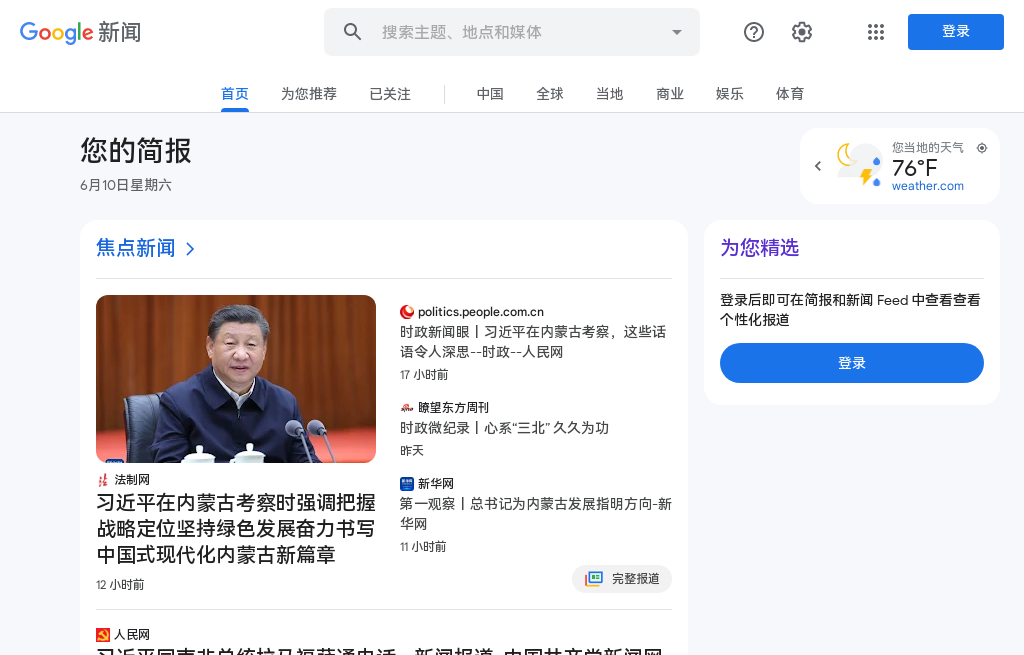 Google 新闻
搜索主题、地点和媒体
登录
首页
为您推荐
已关注
中国
全球
当地
商业
娱乐
体育
您的简报
6月10日星期六
您当地的天气
76°F
weather.com
焦点新闻
法制网
习近平在内蒙古考察时强调把握
战略定位坚持绿色发展奋力书写
中国式现代化内蒙古新篇章
12 小时前
politics.people.com.cn
时政新闻眼丨习近平在内蒙古考察，这些话
语令人深思--时政--人民网
17 小时前
瞭望东方周刊
时政微纪录丨心系“三北” 久久为功
昨天
新华网
第一观察丨总书记为内蒙古发展指明方向-新
华网
11 小时前
完整报道
人民网
为您精选
登录后即可在简报和新闻 Feed 中查看查看
个性化报道
登录